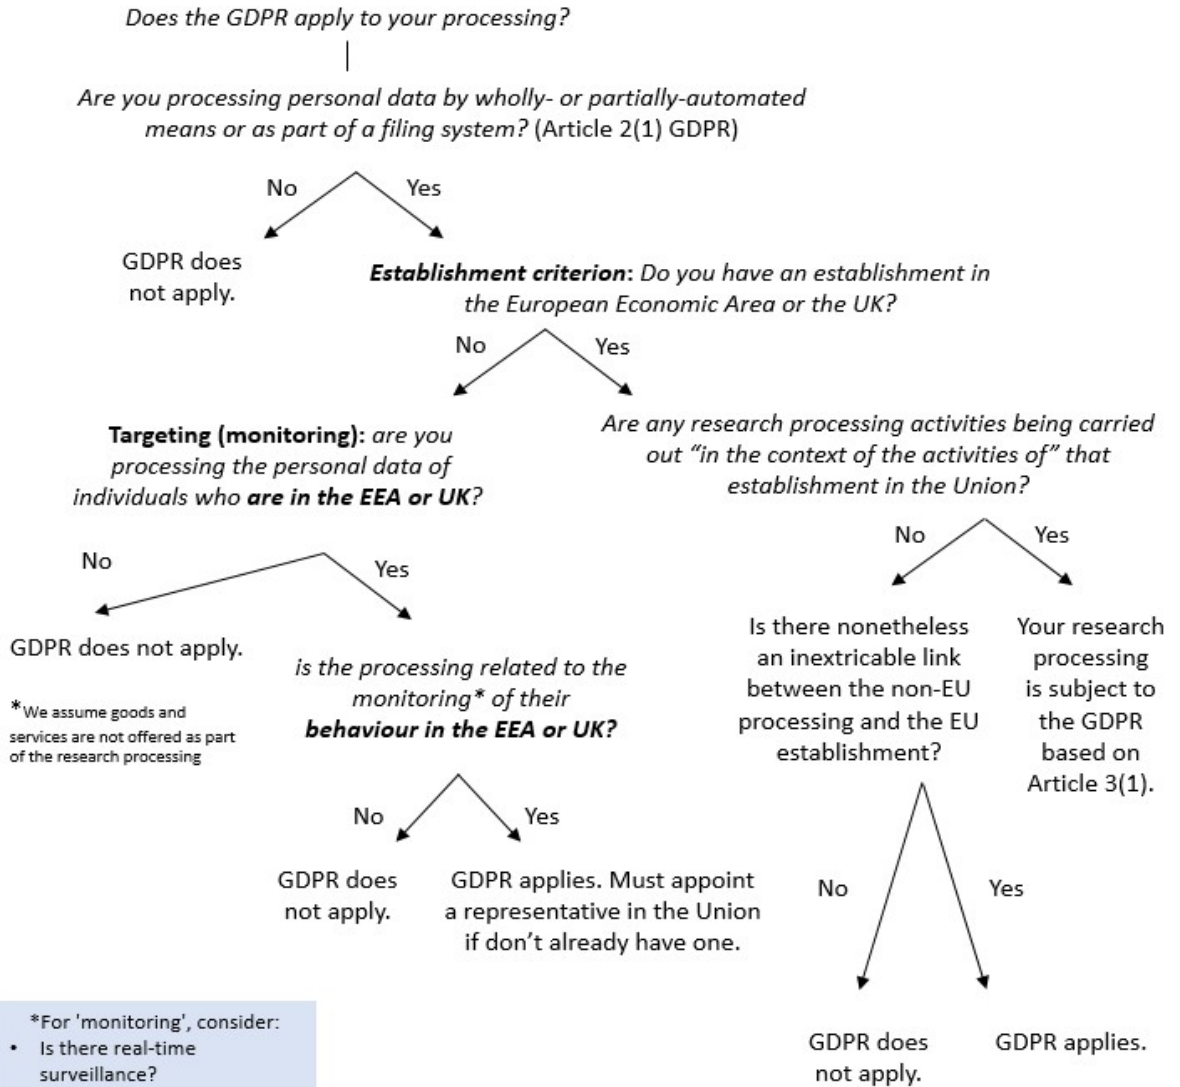 Does the GDPR apply to your processing?
Are you processing personal data by wholly- or partially-automated
means or as part of a filing system? (Article 2(1) GDPR)
No
Yes
GDPR does
not apply.
Establishment criterion: Do you have an establishment in
the European Economic Area or the UK?
No
Yes
Targeting (monitoring): are you
processing the personal data of
individuals who are in the EEA or UK?
Are any research processing activities being carried
out “in the context of the activities of” that
establishment in the Union?
No
Yes
No
Yes
GDPR does not apply.
*We assume goods and
services are not offered as part
of the research processing
is the processing related to the
monitoring* of their
behaviour in the EEA or UK?
Is there nonetheless
an inextricable link
between the non-EU
processing and the EU
establishment?
Your research
processing
is subject to
the GDPR
based on
Article 3(1).
No
Yes
GDPR does
not apply.
GDPR applies. Must appoint
a representative in the Union
if don’t already have one.
No
Yes
GDPR does
not apply.
GDPR applies.
*For 'monitoring', consider:
• Is there real-time
surveillance?